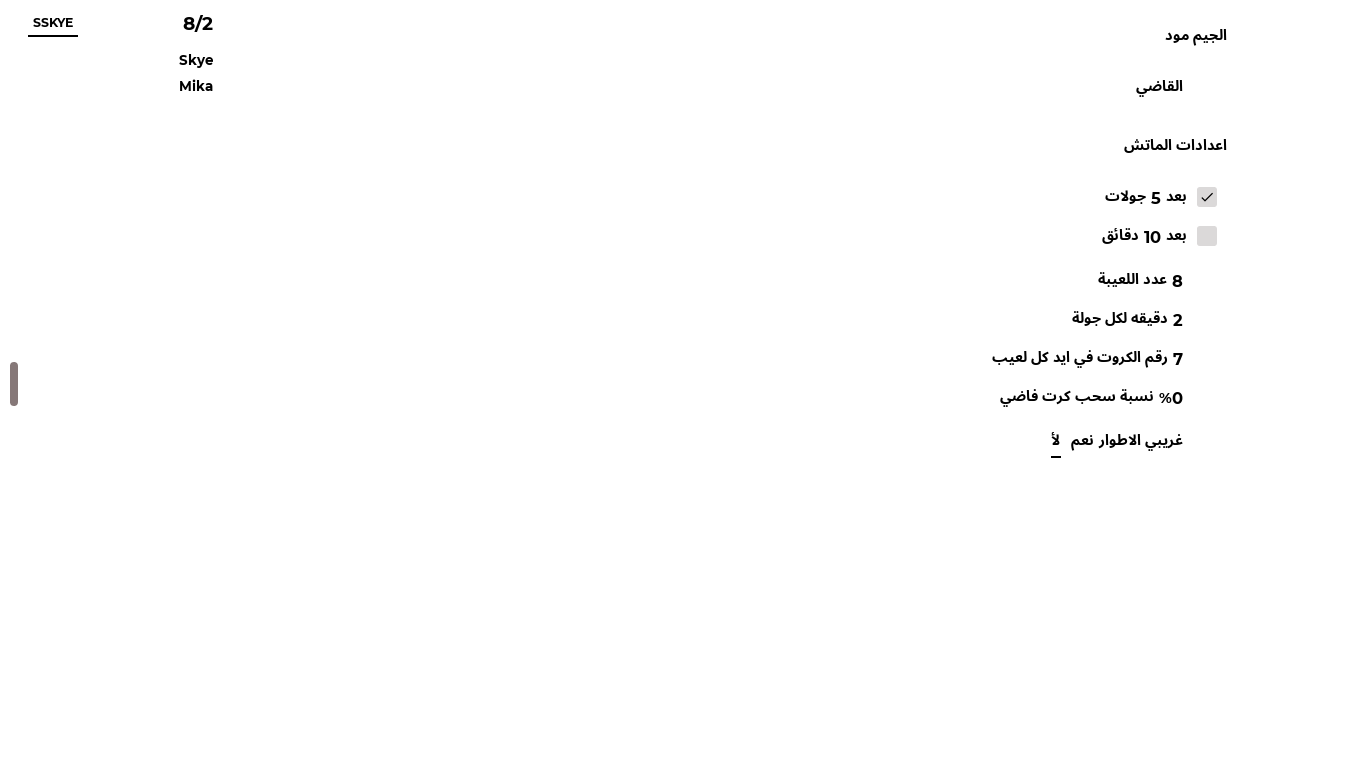 الجيم مود
القاضي
اعدادات الماتش
بعد 5 جولات
بعد 10 دقائق
8 عدد اللعيبة
2 دقيقه لكل جولة
7 رقم الكروت في ايد كل لعيب
%0 نسبة سحب كرت فاضي
غريبي الاطوار نعم لأ
8/2
Skye
Mika
SSKYE